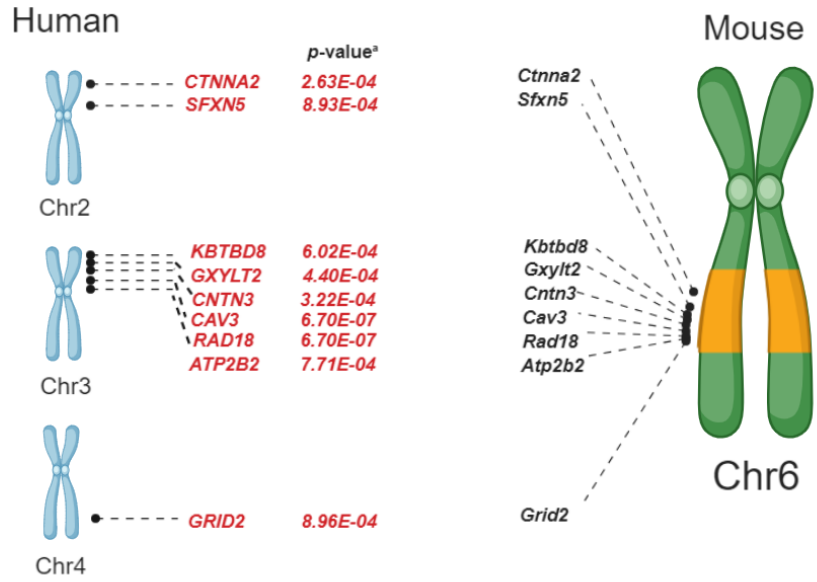 Human
p-valueᵃ
CTNNA2 2.63E-04
SFXN5 8.93E-04
Chr2
KBTBD8 6.02E-04
GXYLT2 4.40E-04
CNTN3 3.22E-04
CAV3 6.70E-07
RAD18 6.70E-07
ATP2B2 7.71E-04
Chr3
GRID2 8.96E-04
Chr4
Mouse
Ctnna2
Sfxn5
Kbtbd8
Gxylt2
Cntn3
Cav3
Rad18
Atp2b2
Chr6
Grid2